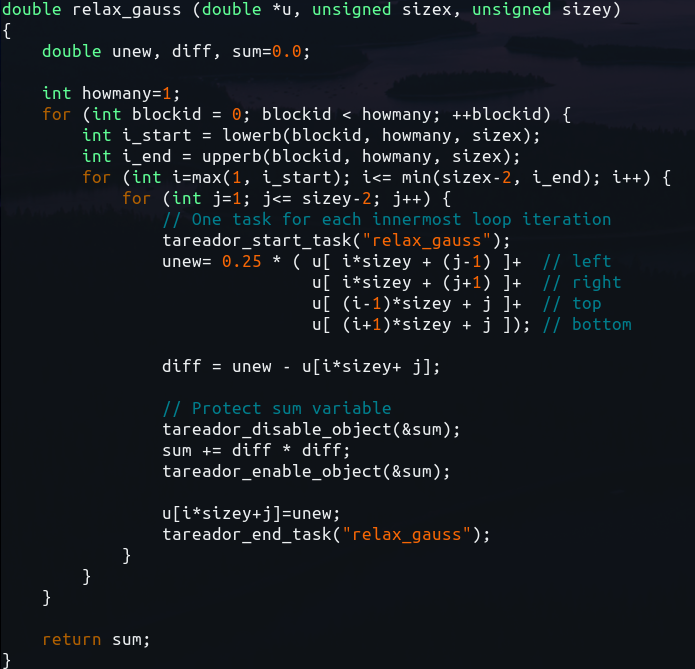 double relax_gauss (double *u, unsigned sizex, unsigned sizey)
{
    double unew, diff, sum=0.0;

    int howmany=1;
    for (int blockid = 0; blockid < howmany; ++blockid) {
        int i_start = lowerb(blockid, howmany, sizex);
        int i_end = upperb(blockid, howmany, sizex);
        for (int i=max(1, i_start); i<= min(sizex-2, i_end); i++) {
            for (int j=1; j<= sizey-2; j++) {
                // One task for each innermost loop iteration
                tareador_start_task("relax_gauss");
                unew= 0.25 * ( u[ i*sizey + (j-1) ]+  // left
                               u[ i*sizey + (j+1) ]+  // right
                               u[ (i-1)*sizey + j ]+  // top
                               u[ (i+1)*sizey + j ]); // bottom

                diff = unew - u[i*sizey+ j];

                // Protect sum variable
                tareador_disable_object(&sum);
                sum += diff * diff;
                tareador_enable_object(&sum);

                u[i*sizey+j]=unew;
                tareador_end_task("relax_gauss");
            }
        }
    }

    return sum;
}